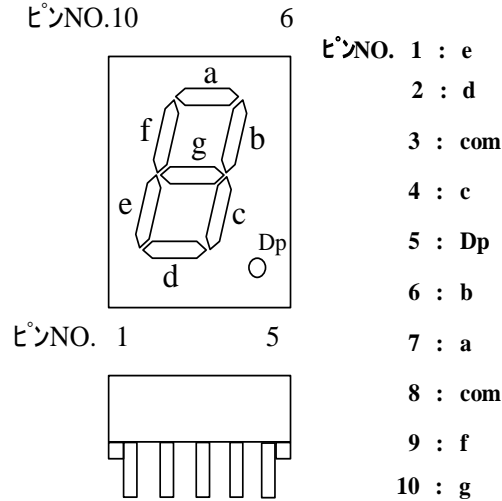 ピンNO.10 6
a
f b
g
e c
d Dp
ピンNO. 1 5
ピンNO. 1 : e
2 : d
3 : com
4 : c
5 : Dp
6 : b
7 : a
8 : com
9 : f
10 : g